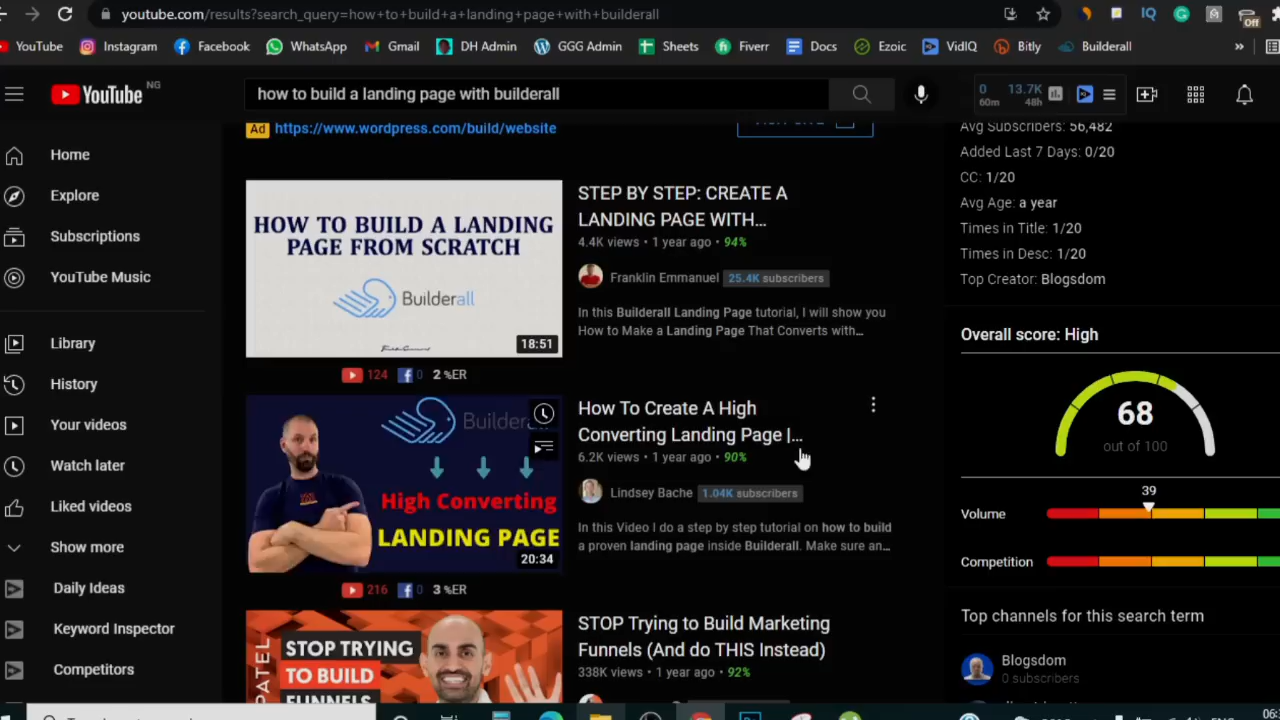 youtube.com/results?search_query=how+to+build+a+landing+page+with+builderall
Off
YouTube Instagram Facebook WhatsApp Gmail DH Admin GGG Admin Sheets Fiverr Docs Ezoic VidIQ Bitly Builderall »
YouTube NG
how to build a landing page with builderall
0 60m 13.7K 48h
Home
Explore
Subscriptions
YouTube Music
Library
History
Your videos
Watch later
Liked videos
Show more
Daily Ideas
Keyword Inspector
Competitors
Ad https://www.wordpress.com/build/website
HOW TO BUILD A LANDING
PAGE FROM SCRATCH
Builderall
18:51
STEP BY STEP: CREATE A
LANDING PAGE WITH...
4.4K views • 1 year ago • 94%
Franklin Emmanuel 25.4K subscribers
In this Builderall Landing Page tutorial, I will show you
How to Make a Landing Page That Converts with...
124 0 2 %ER
High Converting
LANDING PAGE
20:34
How To Create A High
Converting Landing Page |...
6.2K views • 1 year ago • 90%
Lindsey Bache 1.04K subscribers
In this Video I do a step by step tutorial on how to build
a proven landing page inside Builderall. Make sure an...
216 0 3 %ER
STOP TRYING
TO BUILD
FUNNELS
STOP Trying to Build Marketing
Funnels (And do THIS Instead)
338K views • 1 year ago • 92%
Avg Subscribers: 56,482
Added Last 7 Days: 0/20
CC: 1/20
Avg Age: a year
Times in Title: 1/20
Times in Desc: 1/20
Top Creator: Blogsdom
Overall score: High
68
out of 100
39
Volume
Competition
Top channels for this search term
Blogsdom
0 subscribers